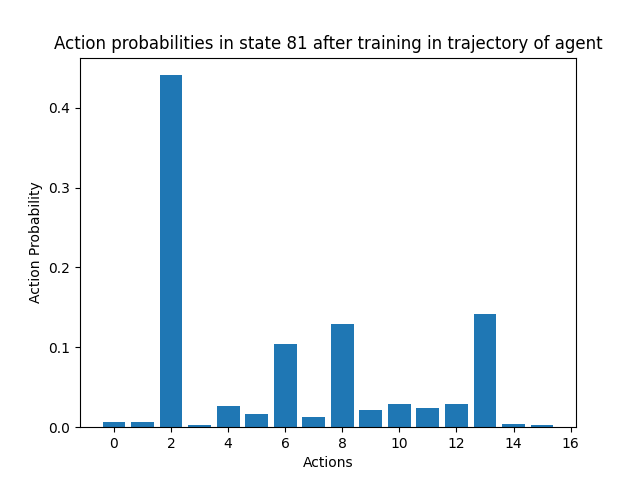 Action probabilities in state 81 after training in trajectory of agent
Action Probability
0.4
0.3
0.2
0.1
0.0
0 2 4 6 8 10 12 14 16
Actions